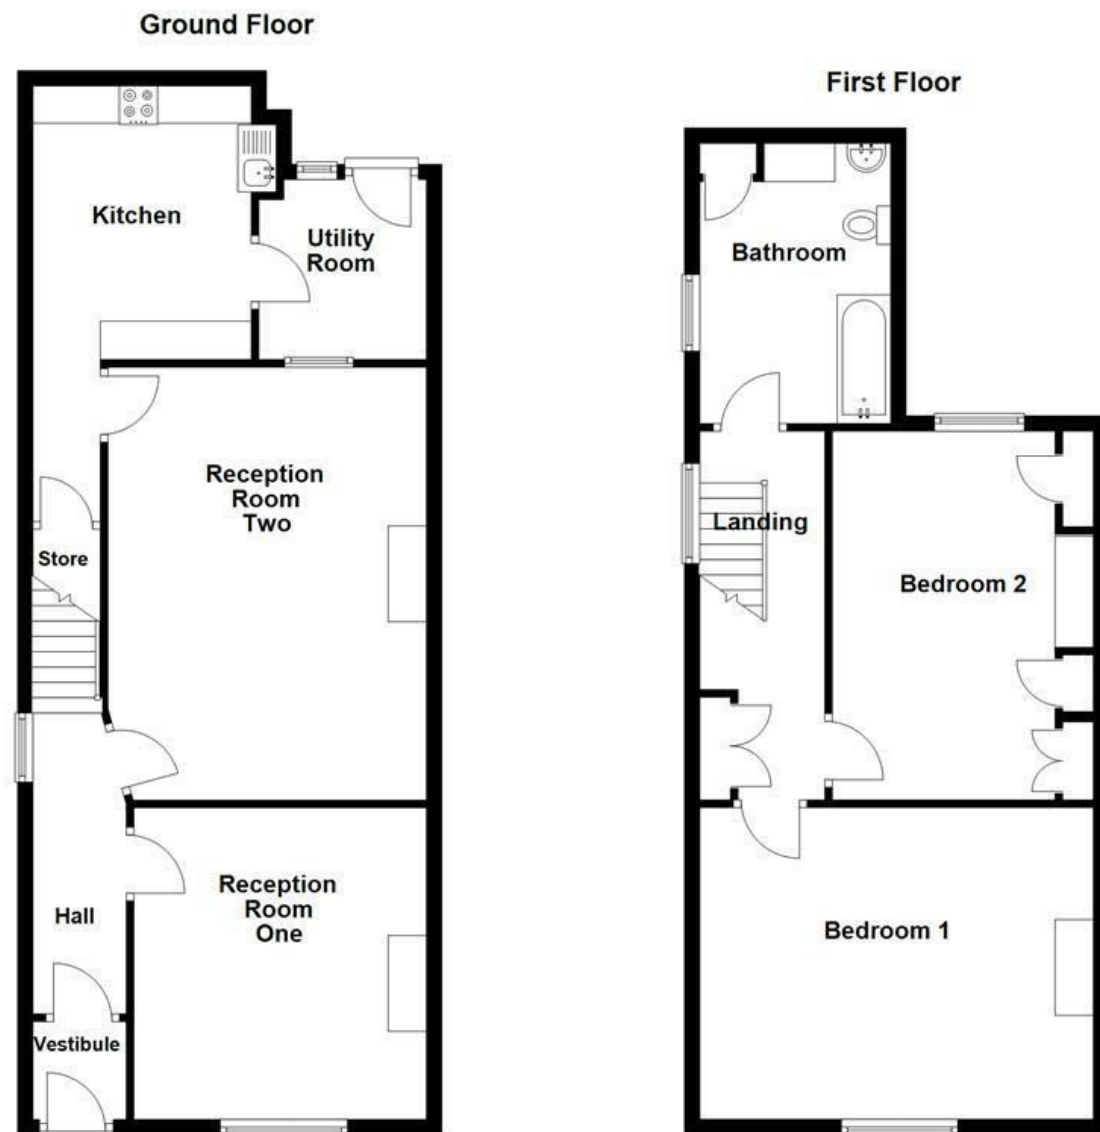 Ground Floor
Kitchen
Utility
Room
Reception
Room
Two
Store
Reception
Room
One
Hall
Vestibule
First Floor
Bathroom
Landing
Bedroom 2
Bedroom 1